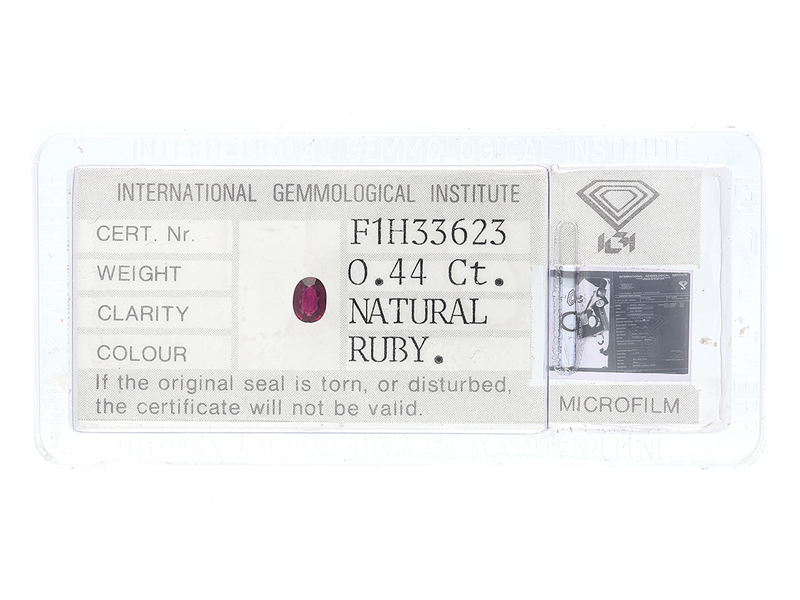 INTERNATIONAL GEMMOLOGICAL INSTITUTE
CERT. Nr. F1H33623
WEIGHT 0.44 Ct.
CLARITY NATURAL
COLOUR RUBY.
If the original seal is torn, or disturbed,
the certificate will not be valid.
IGI
MICROFILM